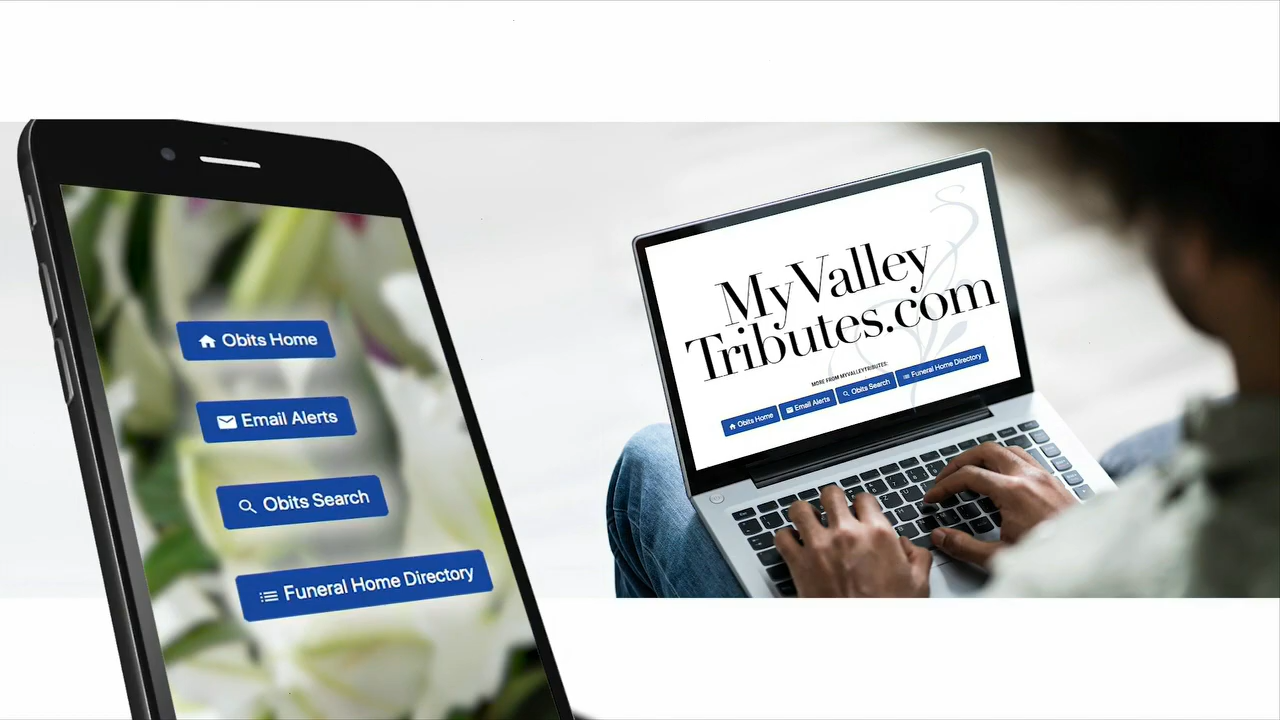 Obits Home
Email Alerts
Obits Search
Funeral Home Directory
MyValley
Tributes.com
MORE FROM MYVALLEYTRIBUTES:
Obits Home
Email Alerts
Obits Search
Funeral Home Directory